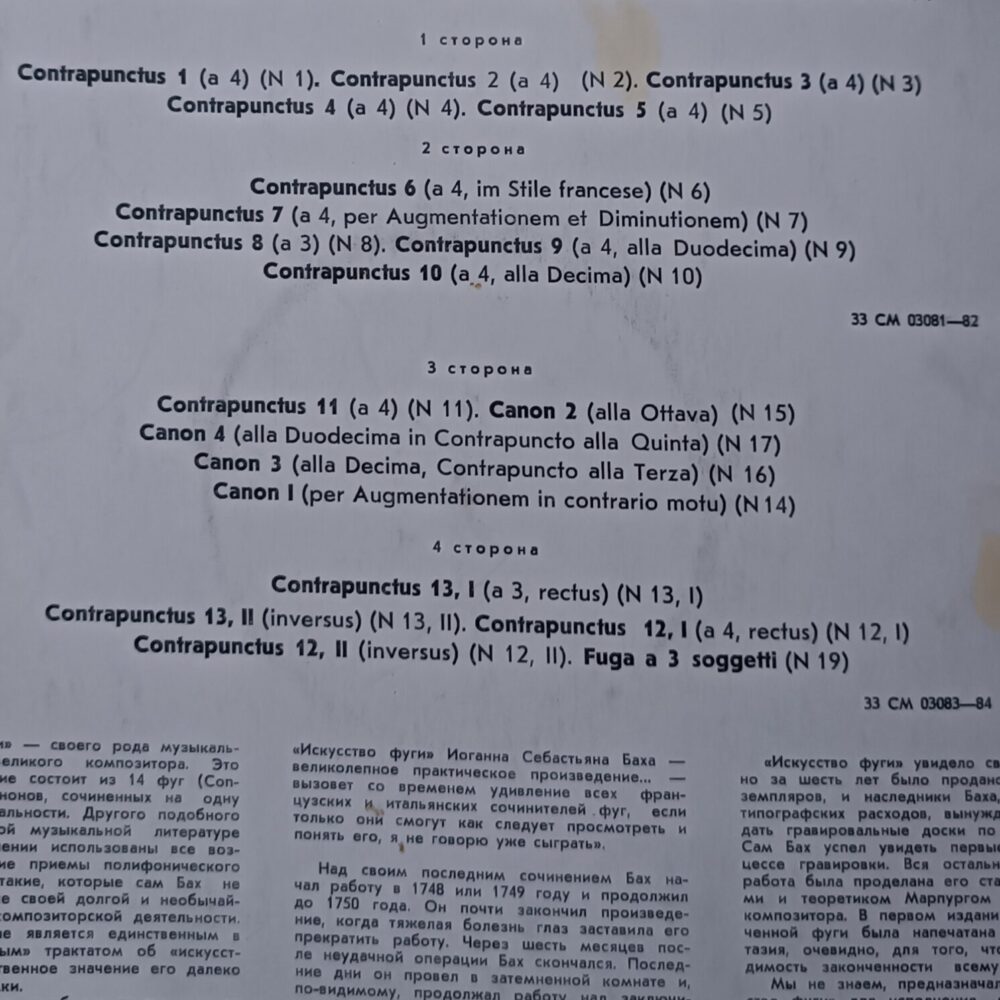 1 сторона
Contrapunctus 1 (a 4) (N 1). Contrapunctus 2 (a 4) (N 2). Contrapunctus 3 (a 4) (N 3)
Contrapunctus 4 (a 4) (N 4). Contrapunctus 5 (a 4) (N 5)
2 сторона
Contrapunctus 6 (a 4, im Stile francese) (N 6)
Contrapunctus 7 (a 4, per Augmentationem et Diminutionem) (N 7)
Contrapunctus 8 (a 3) (N 8). Contrapunctus 9 (a 4, alla Duodecima) (N 9)
Contrapunctus 10 (a 4, alla Decima) (N 10)
33 СМ 03081—82
3 сторона
Contrapunctus 11 (a 4) (N 11). Canon 2 (alla Ottava) (N 15)
Canon 4 (alla Duodecima in Contrapuncto alla Quinta) (N 17)
Canon 3 (alla Decima, Contrapuncto alla Terza) (N 16)
Canon I (per Augmentationem in contrario motu) (N 14)
4 сторона
Contrapunctus 13, I (a 3, rectus) (N 13, I)
Contrapunctus 13, II (inversus) (N 13, II). Contrapunctus 12, I (a 4, rectus) (N 12, I)
Contrapunctus 12, II (inversus) (N 12, II). Fuga a 3 soggetti (N 19)
33 СМ 03083—84
и» — своего рода музыкаль-
еликого композитора. Это
ие состоит из 14 фуг (Con-
нонов, сочиненных на одну
альности. Другого подобного
ой музыкальной литературе
ении использованы все воз-
ие приемы полифонического
такие, которые сам Бах не
е своей долгой и необычай-
омпозиторской деятельности.
ие является единственным в
ым» трактатом об «искусст-
твенное значение его далеко
ки.
«Искусство фуги» Иоганна Себастьяна Баха —
великолепное практическое произведение... —
вызовет со временем удивление всех фран-
цузских и итальянских сочинителей фуг, если
только они смогут как следует просмотреть и
понять его, я не говорю уже сыграть».
Над своим последним сочинением Бах на-
чал работу в 1748 или 1749 году и продолжил
до 1750 года. Он почти закончил произведе-
ние, когда тяжелая болезнь глаз заставила его
прекратить работу. Через шесть месяцев пос-
ле неудачной операции Бах скончался. Послед-
ние дни он провел в затемненной комнате и,
по-видимому, продолжал работу над заключи-
«Искусство фуги» увидело св
но за шесть лет было продано
земпляров, и наследники Баха,
типографских расходов, вынужд
дать гравировальные доски по
Сам Бах успел увидеть первые
цессе гравировки. Вся остальн
работа была проделана его ста
ми и теоретиком Марпургом
композитора. В первом издани
ченной фуги была напечатана
тазия, очевидно, для того, что
димость законченности всему
Мы не знаем, предназначал